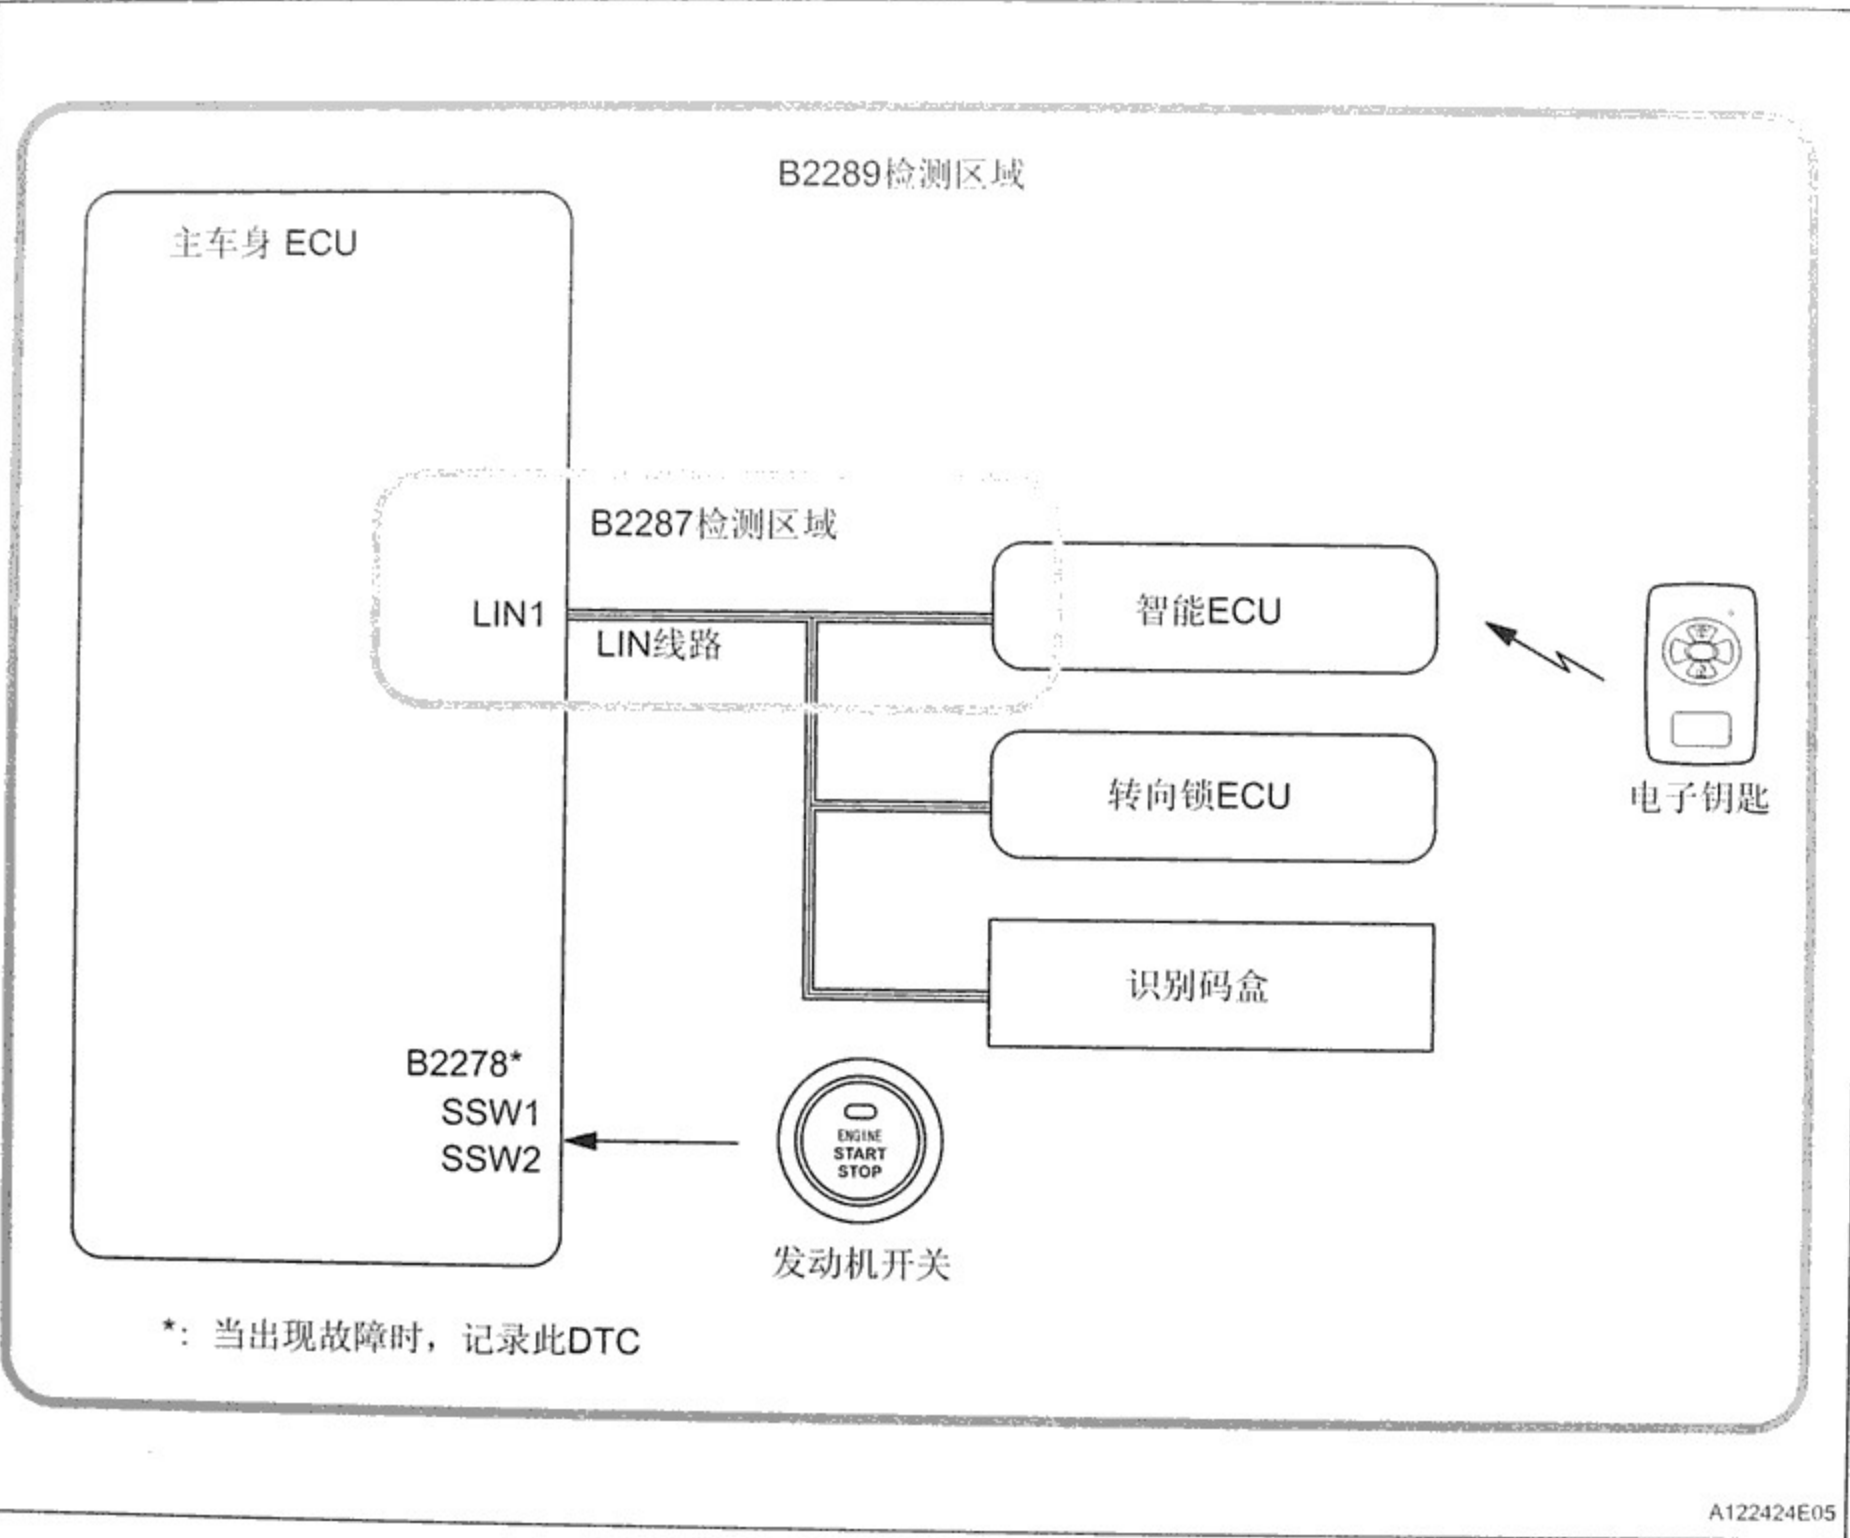 B2289检测区域
主车身 ECU
B2287检测区域
LIN1
LIN线路
智能ECU
转向锁ECU
电子钥匙
识别码盒
B2278*
SSW1
SSW2
ENGINE
START
STOP
发动机开关
*：当出现故障时，记录此DTC
A122424E05